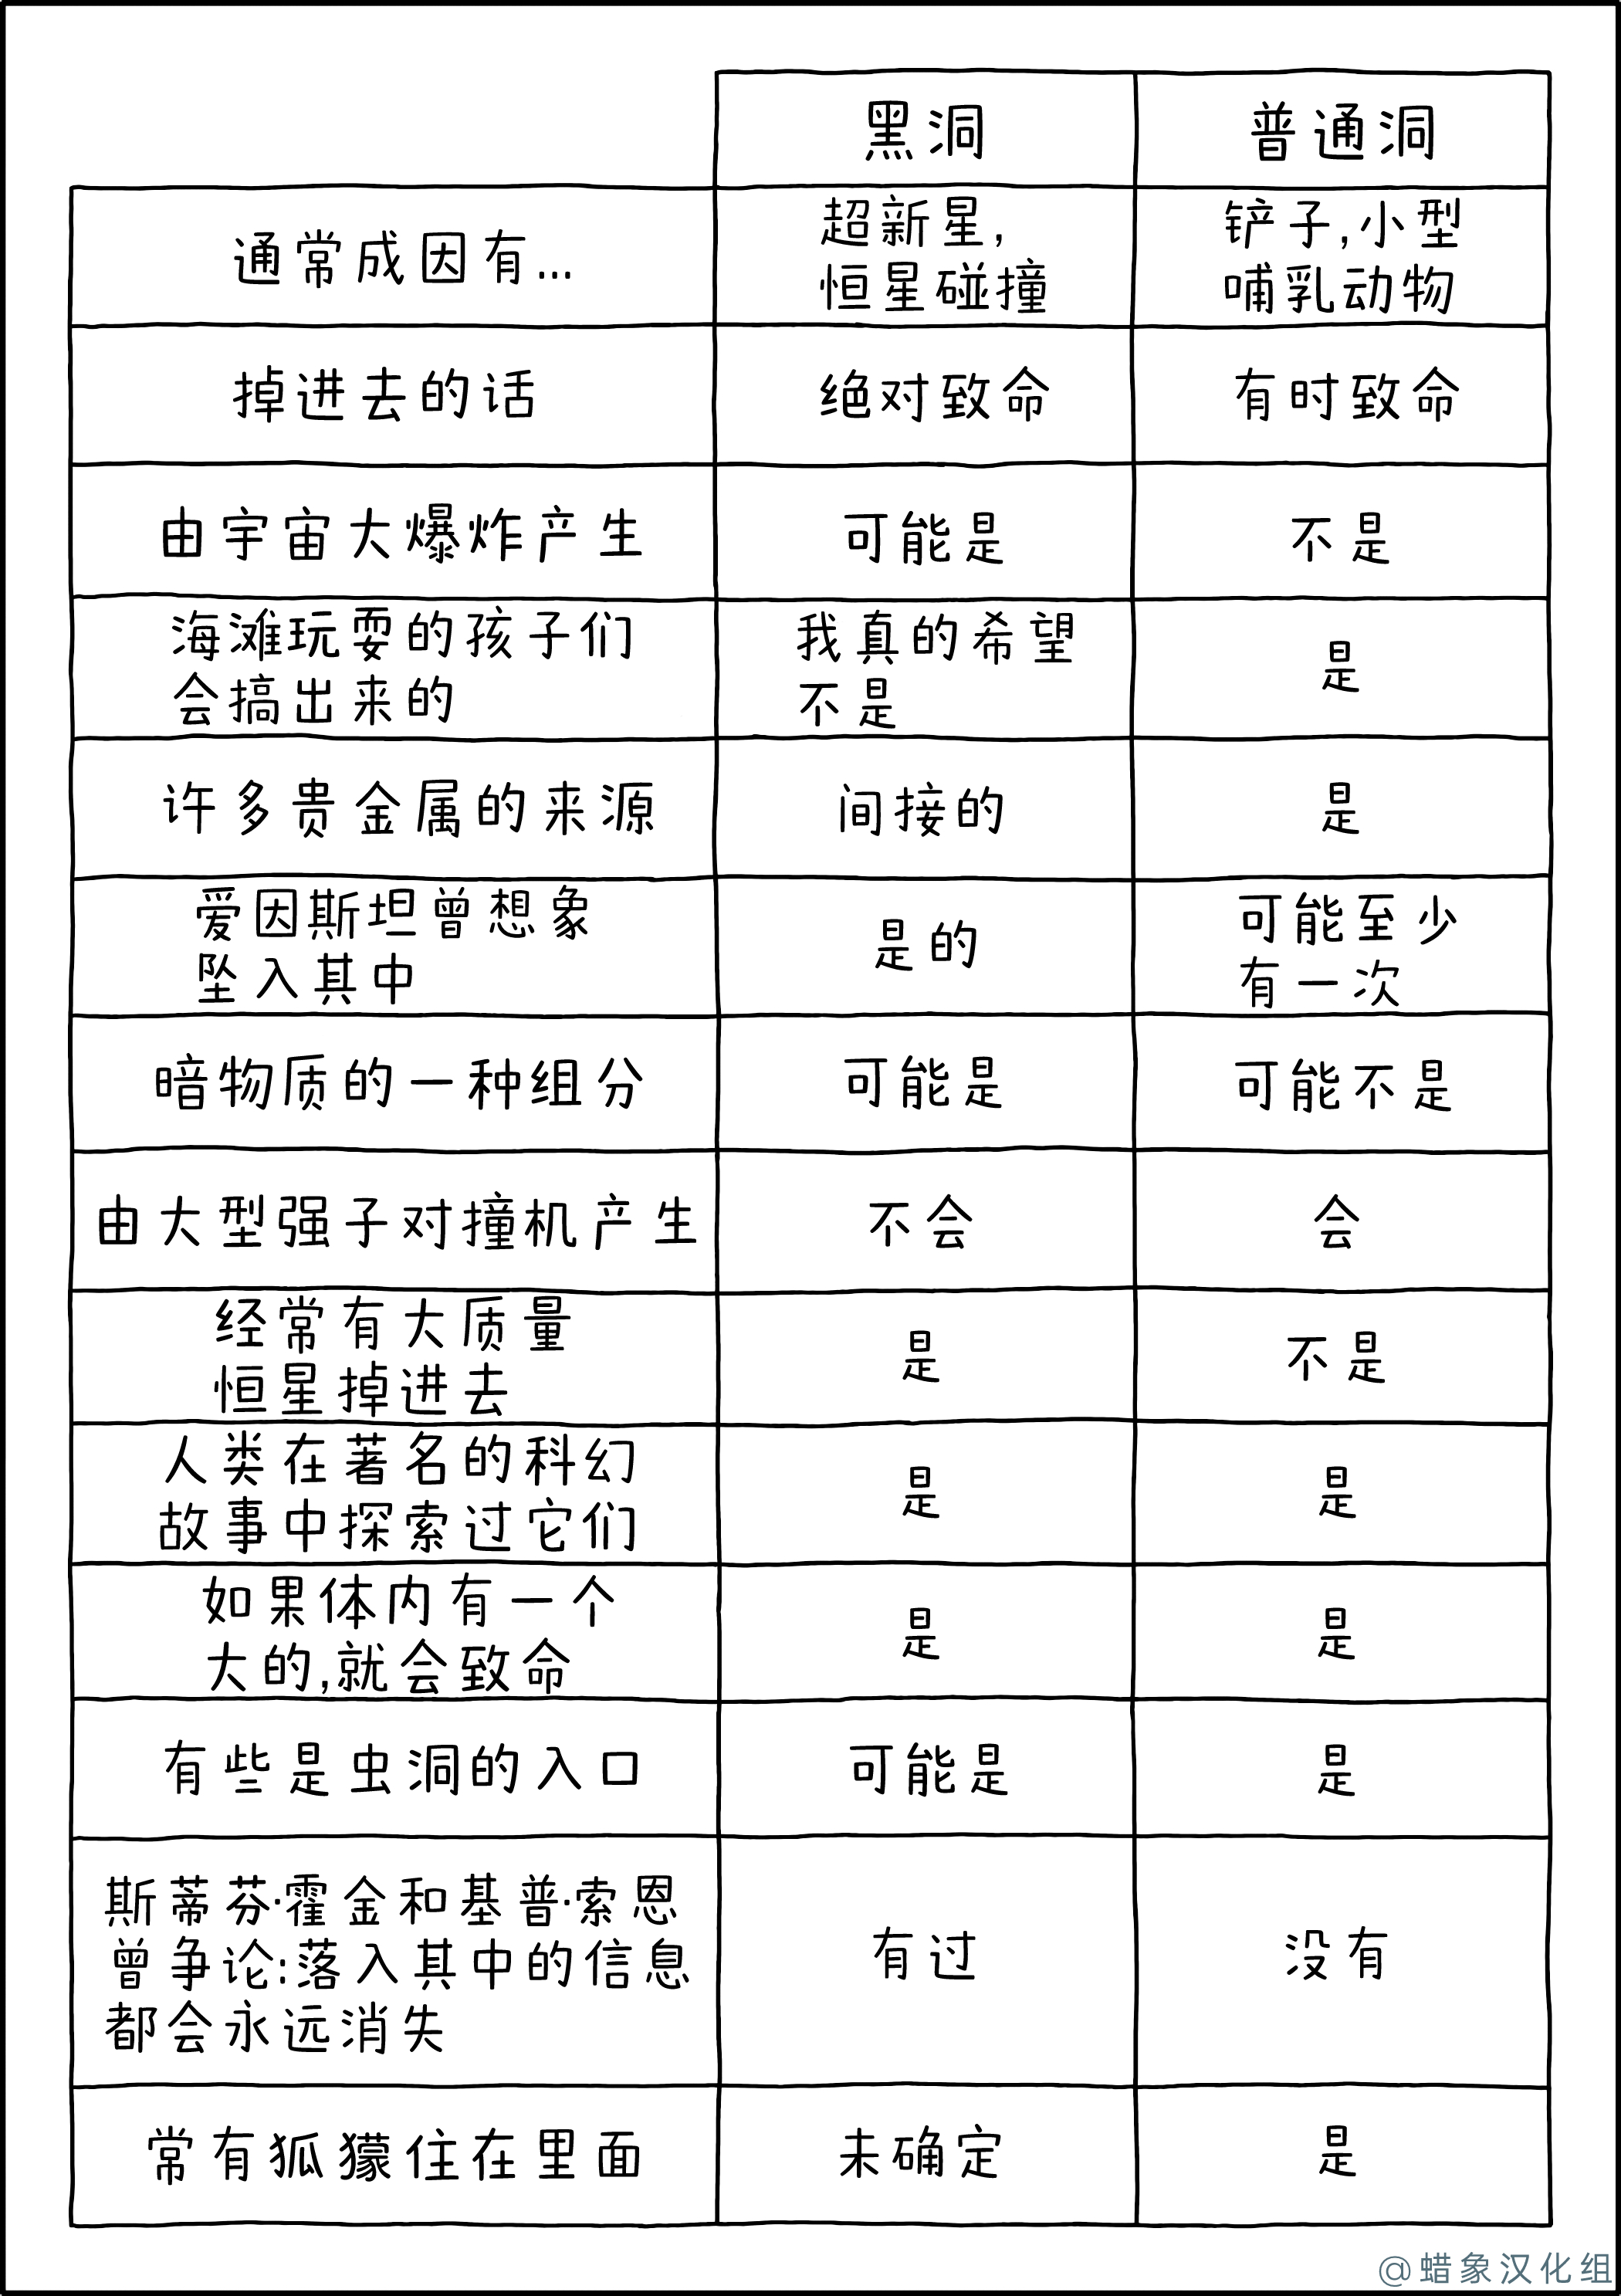 黑洞 普通洞
通常成因有... 超新星, 铲子,小型
恒星碰撞 哺乳动物
掉进去的话 绝对致命 有时致命
由宇宙大爆炸产生 可能是 不是
海滩玩耍的孩子们 我真的希望 是
会搞出来的 不是
许多贵金属的来源 间接的 是
爱因斯坦曾想象 是的 可能至少
坠入其中 有一次
暗物质的一种组分 可能是 可能不是
由大型强子对撞机产生 不会 会
经常有大质量 是 不是
恒星掉进去
人类在著名的科幻 是 是
故事中探索过它们
如果体内有一个 是 是
大的,就会致命
有些是虫洞的入口 可能是 是
斯蒂芬·霍金和基普·索恩
曾争论:落入其中的信息 有过 没有
都会永远消失
常有狐獴住在里面 未确定 是
@蜡象汉化组